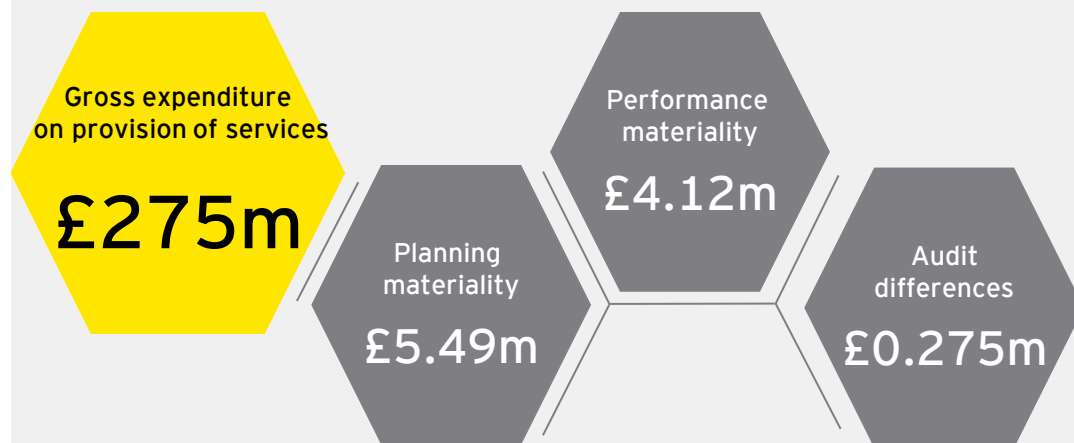 Gross expenditure
on provision of services
£275m
Planning
materiality
£5.49m
Performance
materiality
£4.12m
Audit
differences
£0.275m